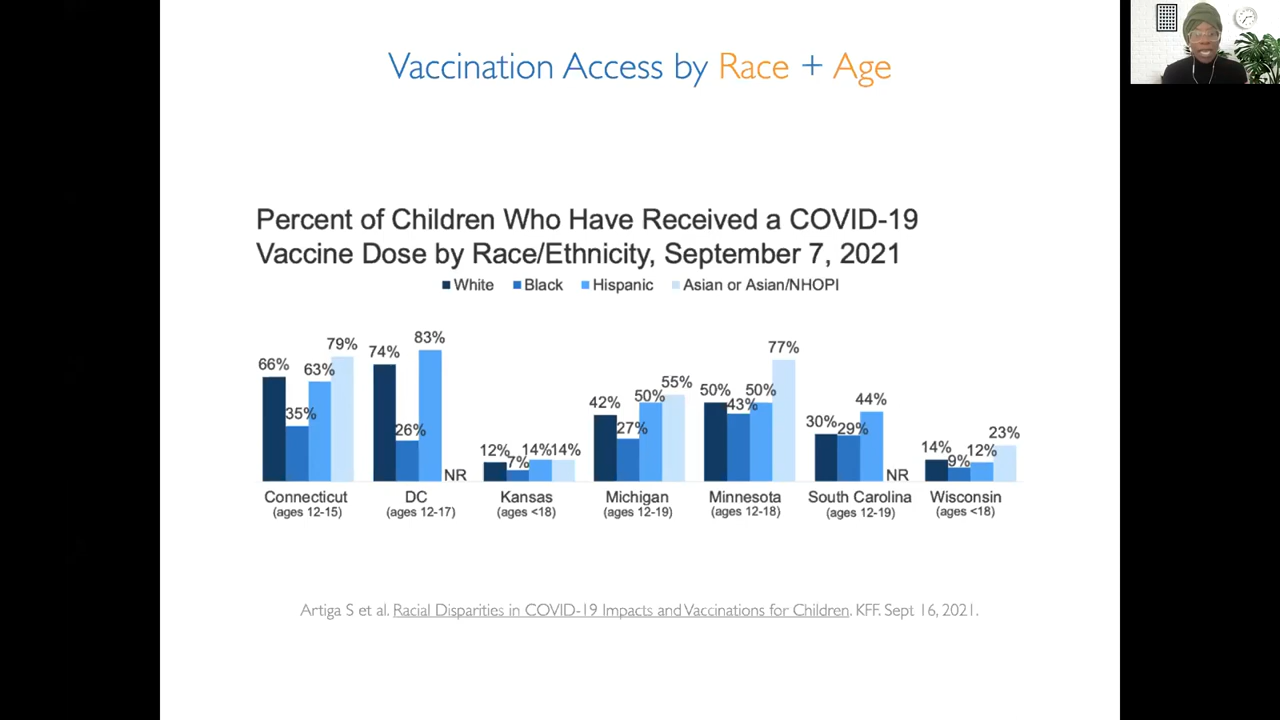 Vaccination Access by Race + Age
Percent of Children Who Have Received a COVID-19
Vaccine Dose by Race/Ethnicity, September 7, 2021
White Black Hispanic Asian or Asian/NHOPI
66% 35% 63% 79% 74% 26% 83% NR 12% 7% 14% 14% 42% 27% 50% 55% 50% 43% 50% 77% 30% 29% 44% NR 14% 9% 12% 23%
Connecticut DC Kansas Michigan Minnesota South Carolina Wisconsin
(ages 12-15) (ages 12-17) (ages <18) (ages 12-19) (ages 12-18) (ages 12-19) (ages <18)
Artiga S et al. Racial Disparities in COVID-19 Impacts and Vaccinations for Children. KFF. Sept 16, 2021.